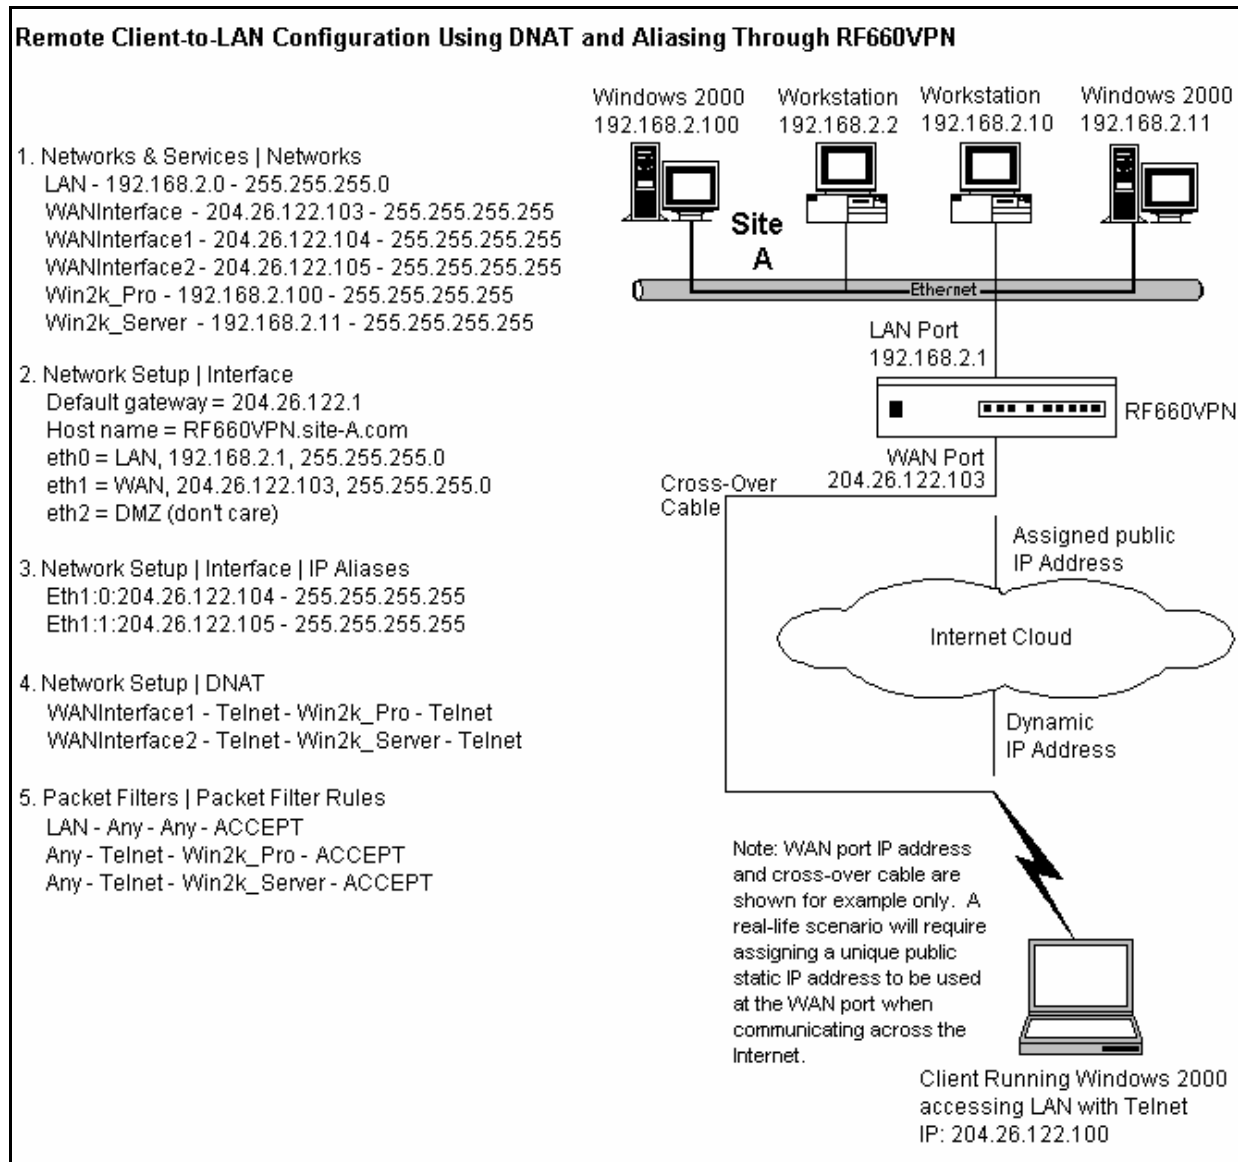 Remote Client-to-LAN Configuration Using DNAT and Aliasing Through RF660VPN
Windows 2000
192.168.2.100
Workstation
192.168.2.2
Workstation
192.168.2.10
Windows 2000
192.168.2.11
1. Networks & Services | Networks
LAN - 192.168.2.0 - 255.255.255.0
WANInterface - 204.26.122.103 - 255.255.255.255
WANInterface1 - 204.26.122.104 - 255.255.255.255
WANInterface2 - 204.26.122.105 - 255.255.255.255
Win2k_Pro - 192.168.2.100 - 255.255.255.255
Win2k_Server - 192.168.2.11 - 255.255.255.255
Site
A
Ethernet
LAN Port
192.168.2.1
RF660VPN
WAN Port
204.26.122.103
Cross-Over
Cable
2. Network Setup | Interface
Default gateway = 204.26.122.1
Host name = RF660VPN.site-A.com
eth0 = LAN, 192.168.2.1, 255.255.255.0
eth1 = WAN, 204.26.122.103, 255.255.255.0
eth2 = DMZ (don't care)
Assigned public
IP Address
3. Network Setup | Interface | IP Aliases
Eth1:0:204.26.122.104 - 255.255.255.255
Eth1:1:204.26.122.105 - 255.255.255.255
Internet Cloud
4. Network Setup | DNAT
WANInterface1 - Telnet - Win2k_Pro - Telnet
WANInterface2 - Telnet - Win2k_Server - Telnet
Dynamic
IP Address
5. Packet Filters | Packet Filter Rules
LAN - Any - Any - ACCEPT
Any - Telnet - Win2k_Pro - ACCEPT
Any - Telnet - Win2k_Server - ACCEPT
Note: WAN port IP address
and cross-over cable are
shown for example only. A
real-life scenario will require
assigning a unique public
static IP address to be used
at the WAN port when
communicating across the
Internet.
Client Running Windows 2000
accessing LAN with Telnet
IP: 204.26.122.100